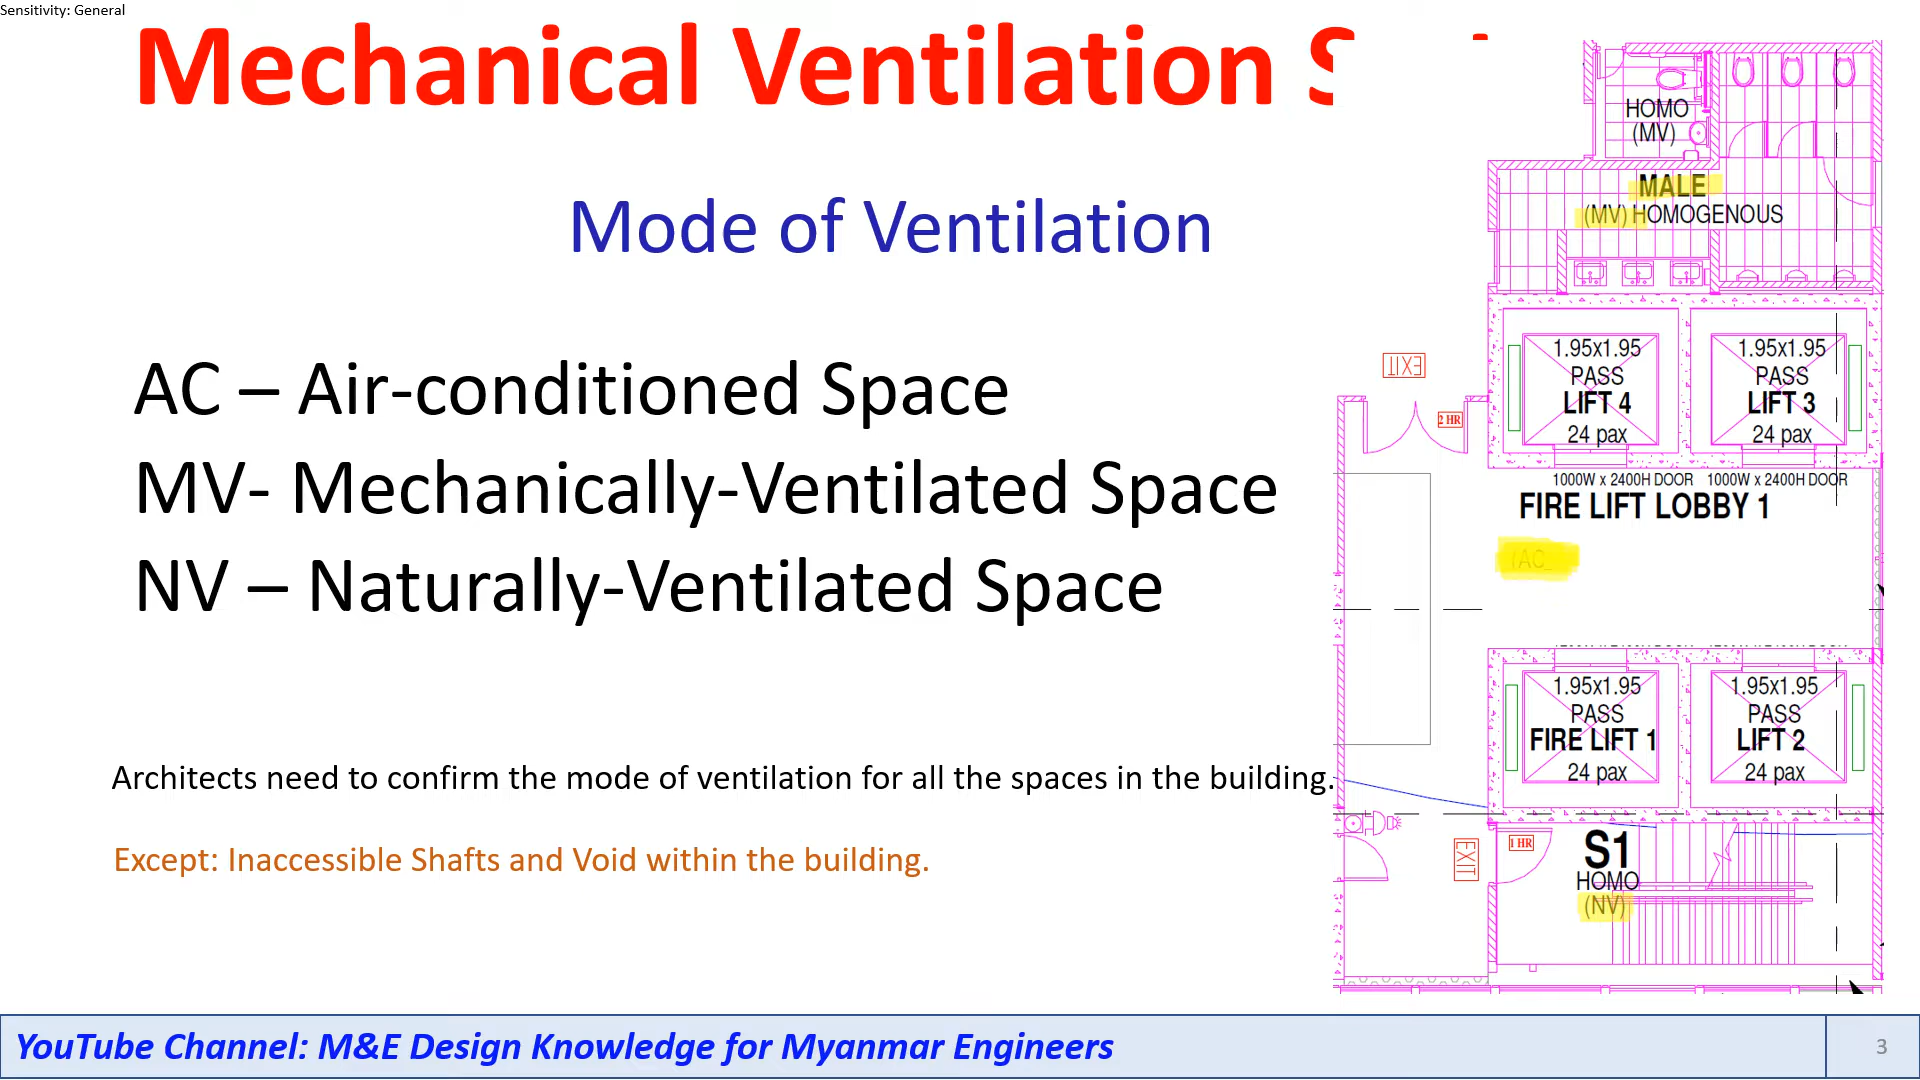 Sensitivity: General
Mechanical Ventilation
Mode of Ventilation
AC – Air-conditioned Space
MV- Mechanically-Ventilated Space
NV – Naturally-Ventilated Space
Architects need to confirm the mode of ventilation for all the spaces in the building.
Except: Inaccessible Shafts and Void within the building.
HOMO
(MV)
MALE
(MV) HOMOGENOUS
1.95x1.95
PASS
LIFT 4
24 pax
1.95x1.95
PASS
LIFT 3
24 pax
EXIT
2 HR
1000W x 2400H DOOR 1000W x 2400H DOOR
FIRE LIFT LOBBY 1
(AC
1.95x1.95
PASS
FIRE LIFT 1
24 pax
1.95x1.95
PASS
LIFT 2
24 pax
EXIT
1 HR
S1
HOMO
(NV)
YouTube Channel: M&E Design Knowledge for Myanmar Engineers
3